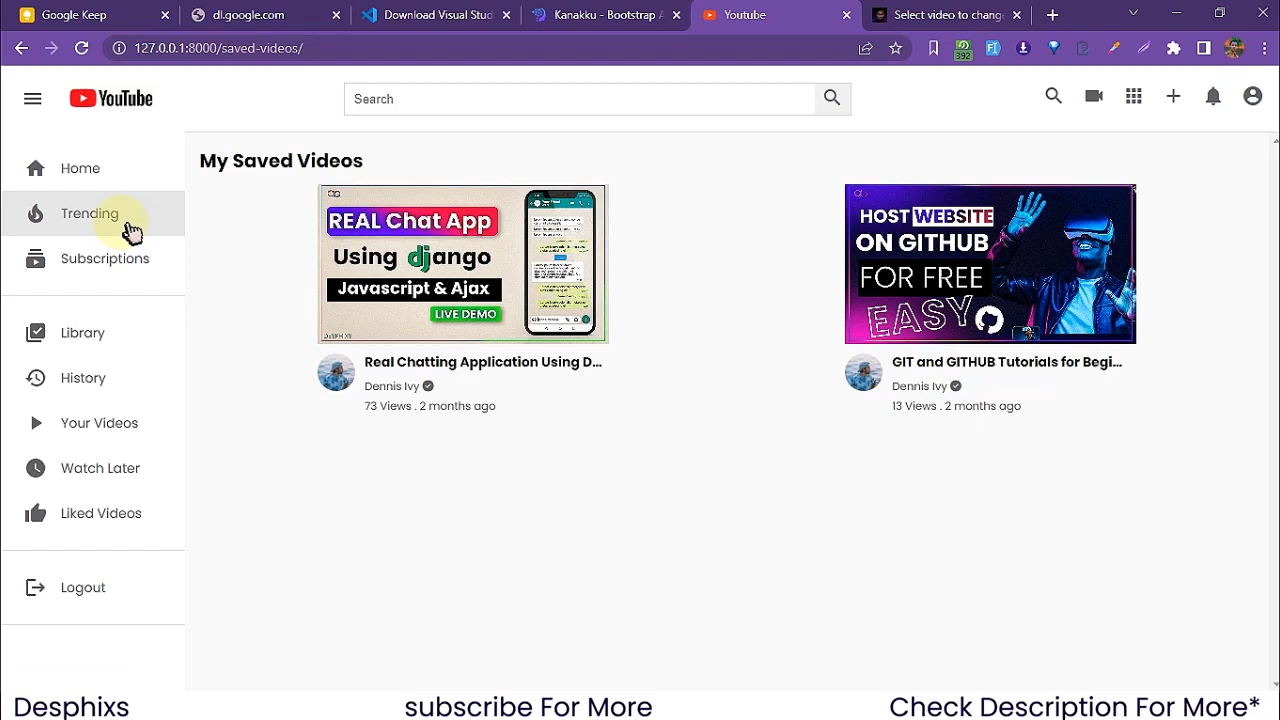 Google Keep
dl.google.com
Download Visual Stud
Kanakku - Bootstrap A
Youtube
Select video to chang
127.0.0.1:8000/saved-videos/
392
YouTube
Search
Home
Trending
Subscriptions
Library
History
Your Videos
Watch Later
Liked Videos
Logout
My Saved Videos
REAL Chat App
Using django
Javascript & Ajax
LIVE DEMO
Real Chatting Application Using D...
Dennis Ivy
73 Views . 2 months ago
HOST WEBSITE
ON GITHUB
FOR FREE
EASY
GIT and GITHUB Tutorials for Begi...
Dennis Ivy
13 Views . 2 months ago
Desphixs
subscribe For More
Check Description For More*